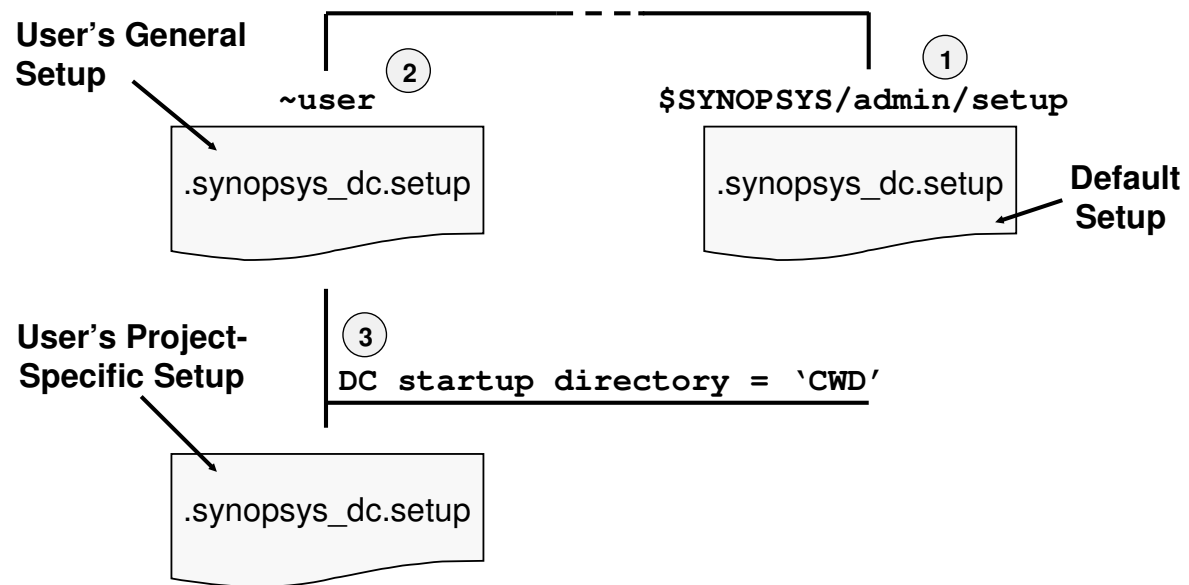 User’s General
Setup
2
~user
.synopsys_dc.setup
1
$SYNOPSYS/admin/setup
.synopsys_dc.setup
Default
Setup
User’s Project-
Specific Setup
3
DC startup directory = ‘CWD’
.synopsys_dc.setup